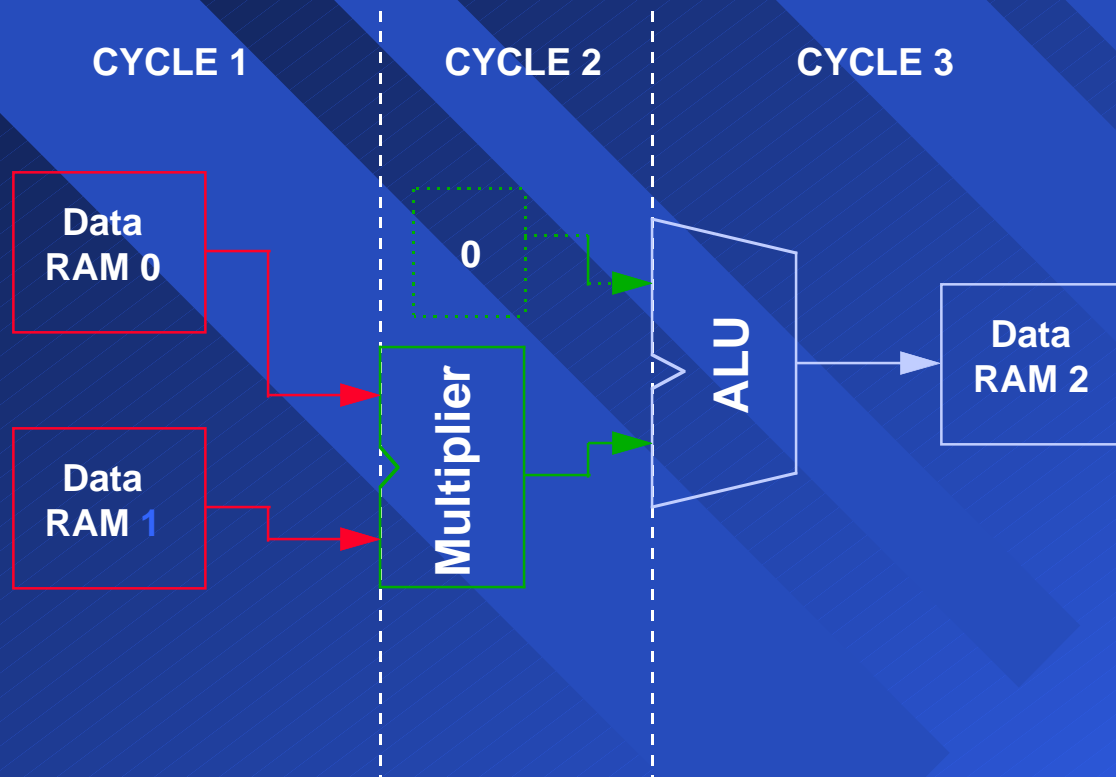 CYCLE 1
CYCLE 2
CYCLE 3
Data
RAM 0
Data
RAM 1
0
Multiplier
ALU
Data
RAM 2